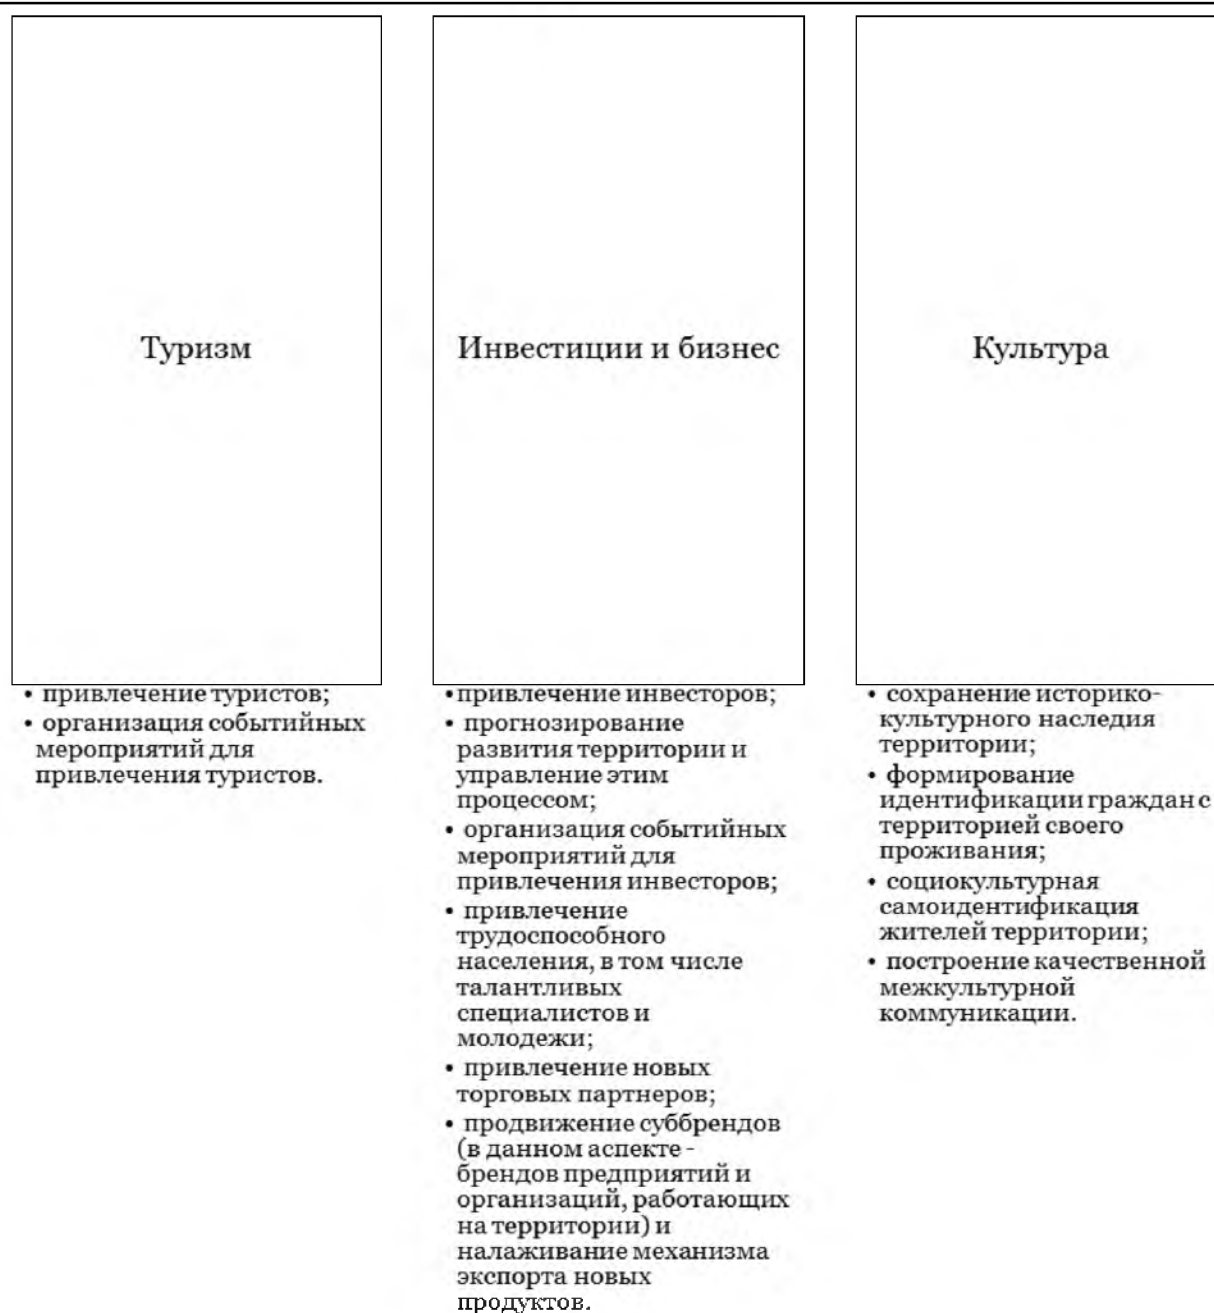 Туризм
Инвестиции и бизнес
Культура
• привлечение туристов;
• организация событийных
мероприятий для
привлечения туристов.
• привлечение инвесторов;
• прогнозирование
развития территории и
управление этим
процессом;
• организация событийных
мероприятий для
привлечения инвесторов;
• привлечение
трудоспособного
населения, в том числе
талантливых
специалистов и
молодежи;
• привлечение новых
торговых партнеров;
• продвижение суббрендов
(в данном аспекте -
брендов предприятий и
организаций, работающих
на территории) и
налаживание механизма
экспорта новых
продуктов.
• сохранение историко-
культурного наследия
территории;
• формирование
идентификации граждан с
территорией своего
проживания;
• социокультурная
самоидентификация
жителей территории;
• построение качественной
межкультурной
коммуникации.